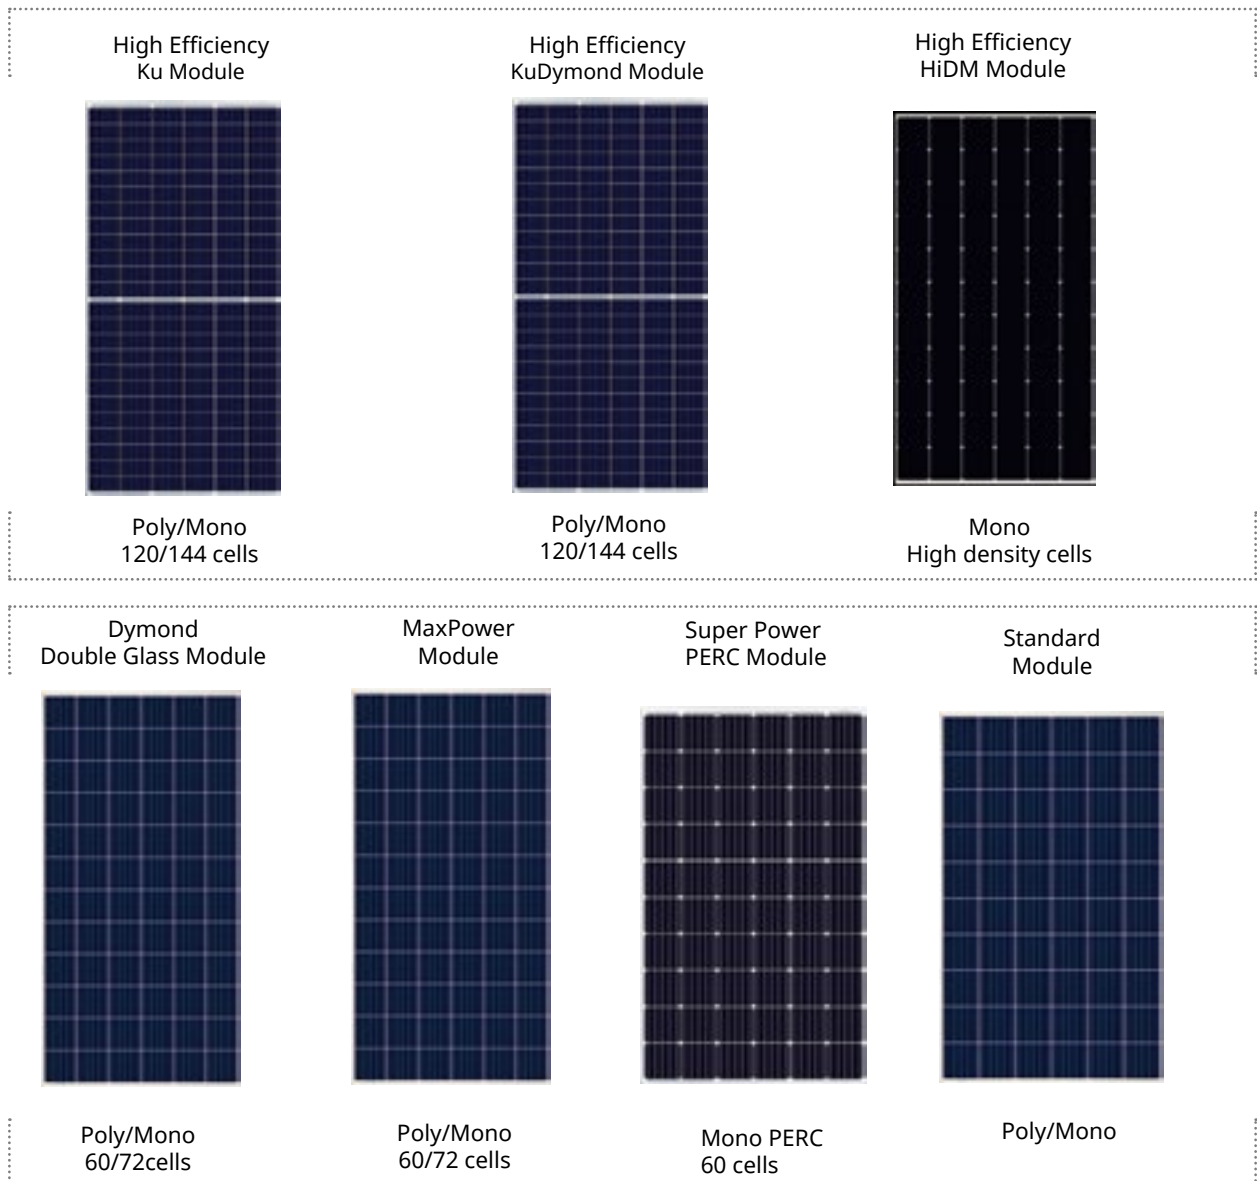 High Efficiency
Ku Module
High Efficiency
KuDymond Module
High Efficiency
HiDM Module
Poly/Mono
120/144 cells
Poly/Mono
120/144 cells
Mono
High density cells
Dymond
Double Glass Module
MaxPower
Module
Super Power
PERC Module
Standard
Module
Poly/Mono
60/72cells
Poly/Mono
60/72 cells
Mono PERC
60 cells
Poly/Mono